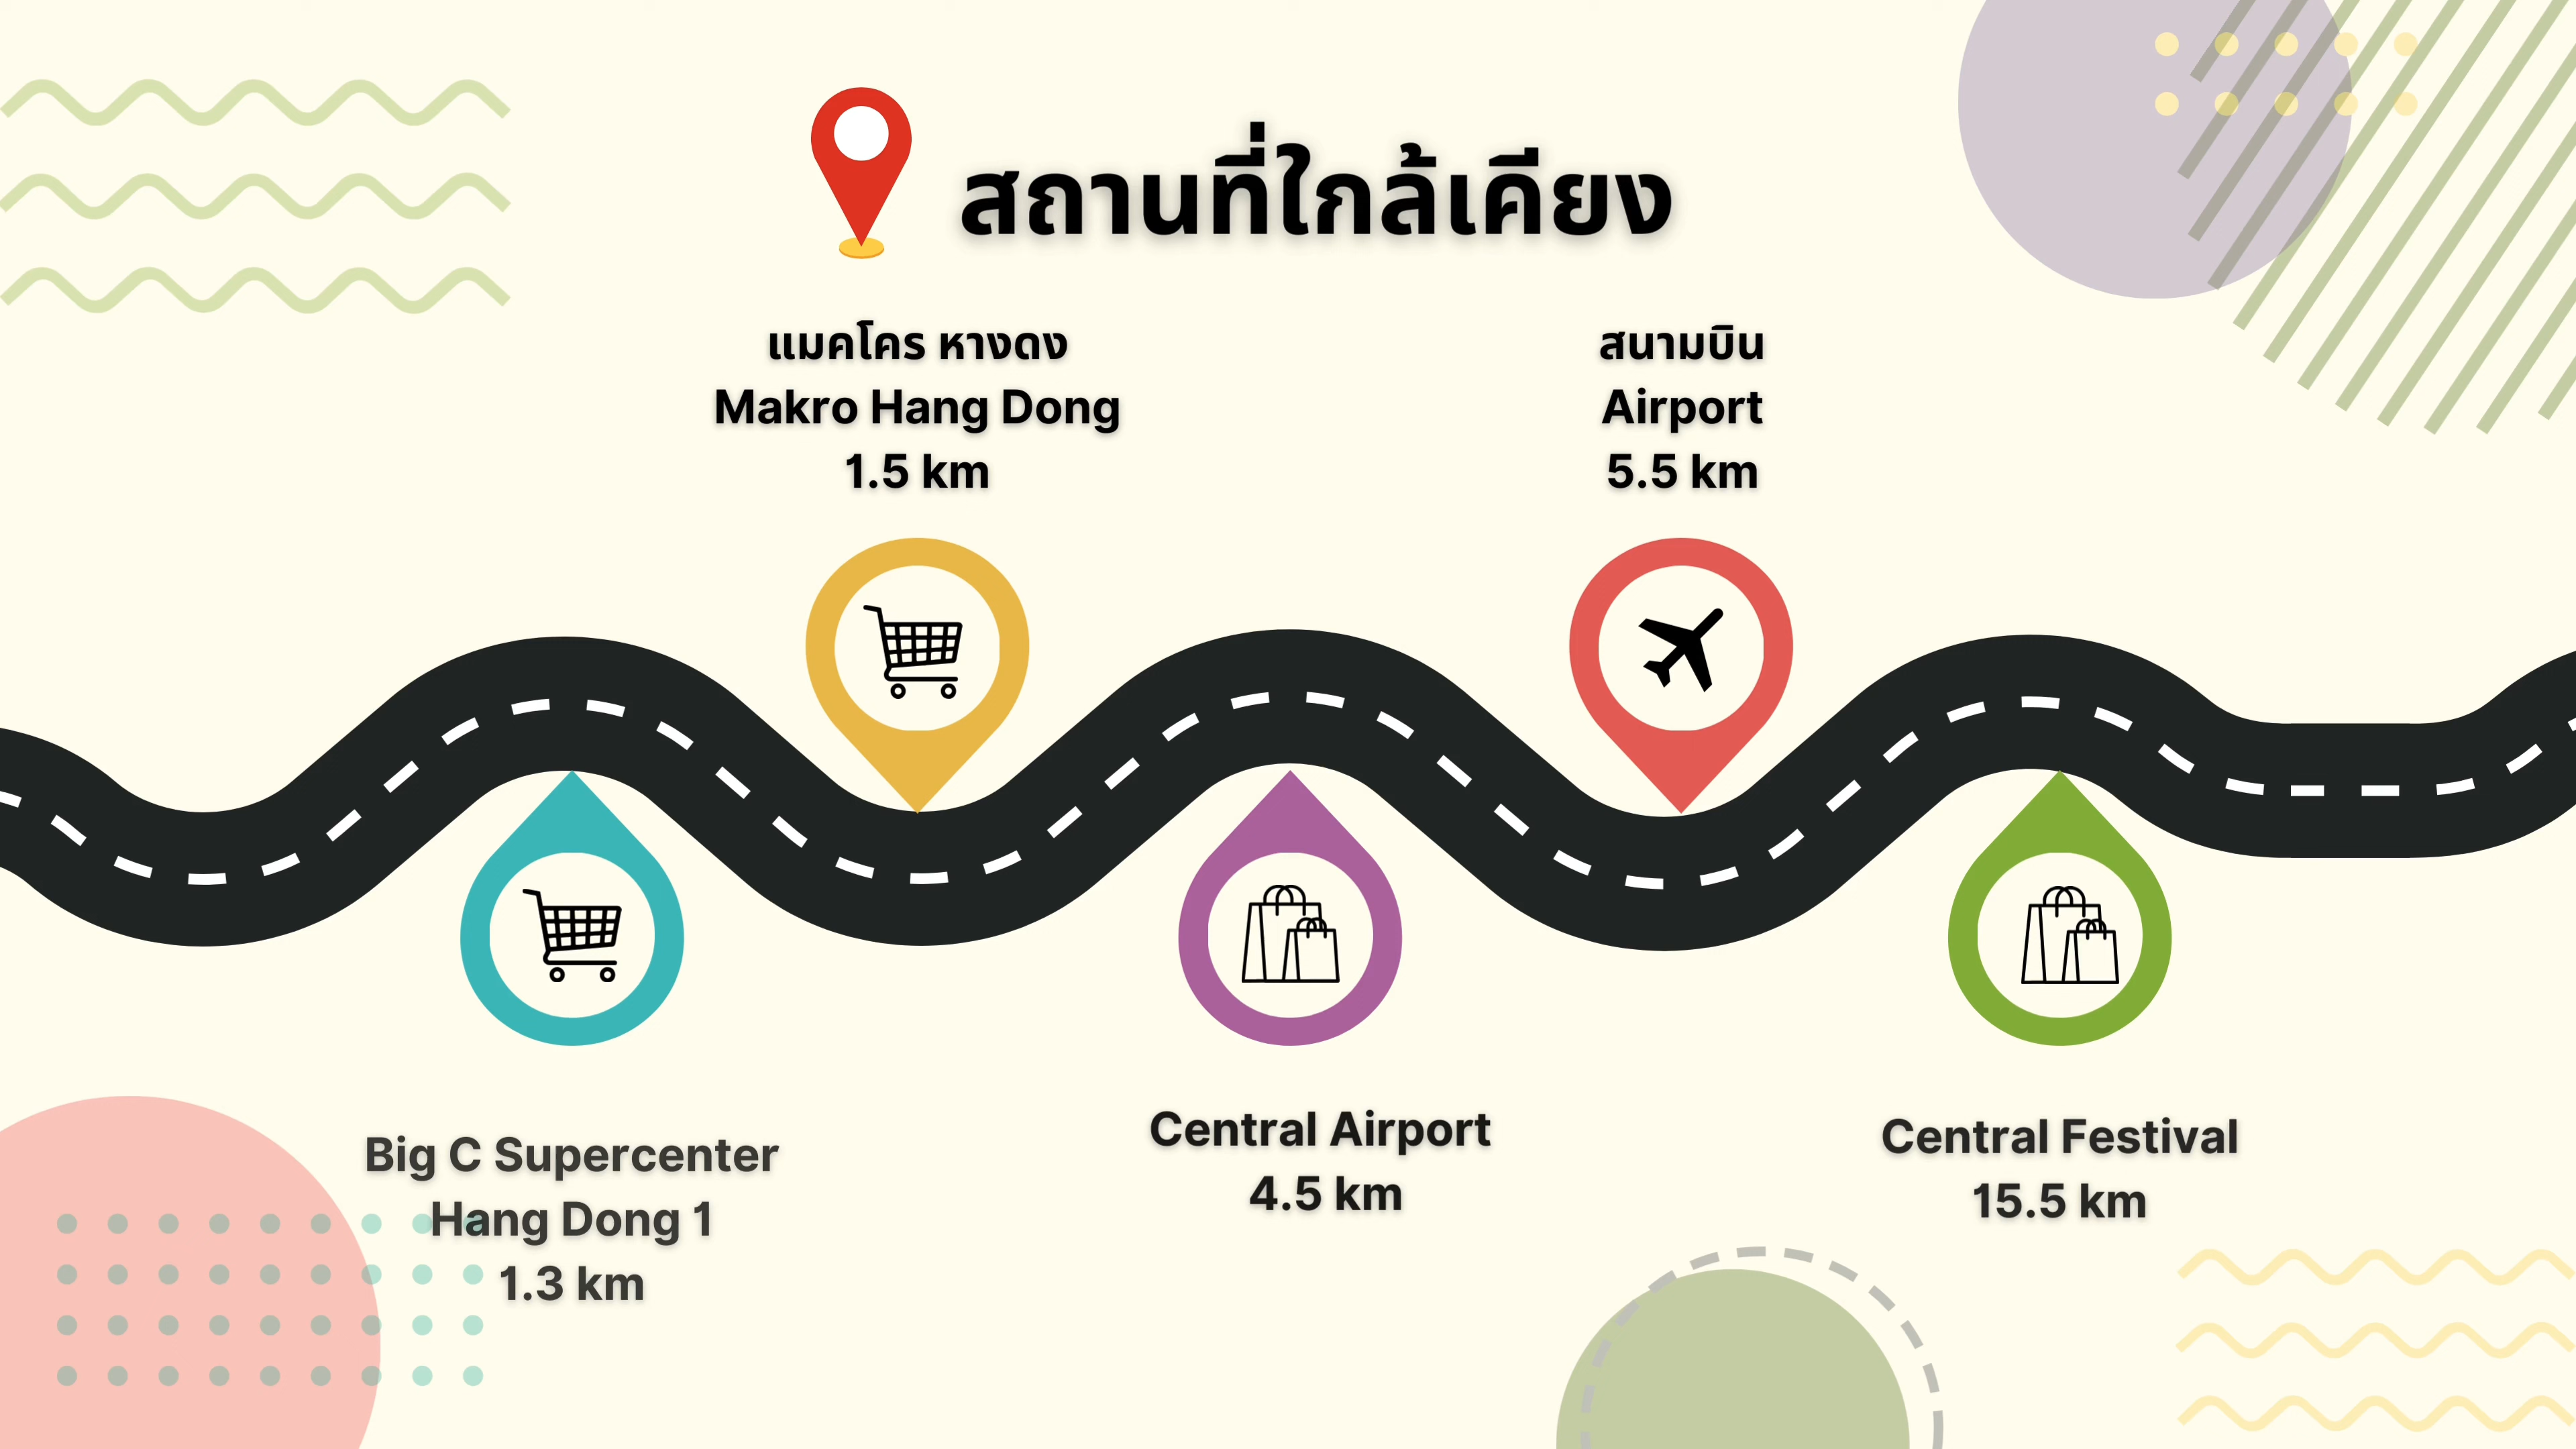 สถานที่ใกล้เคียง
แมคโคร หางดง
Makro Hang Dong
1.5 km
สนามบิน
Airport
5.5 km
Big C Supercenter
Hang Dong 1
1.3 km
Central Airport
4.5 km
Central Festival
15.5 km